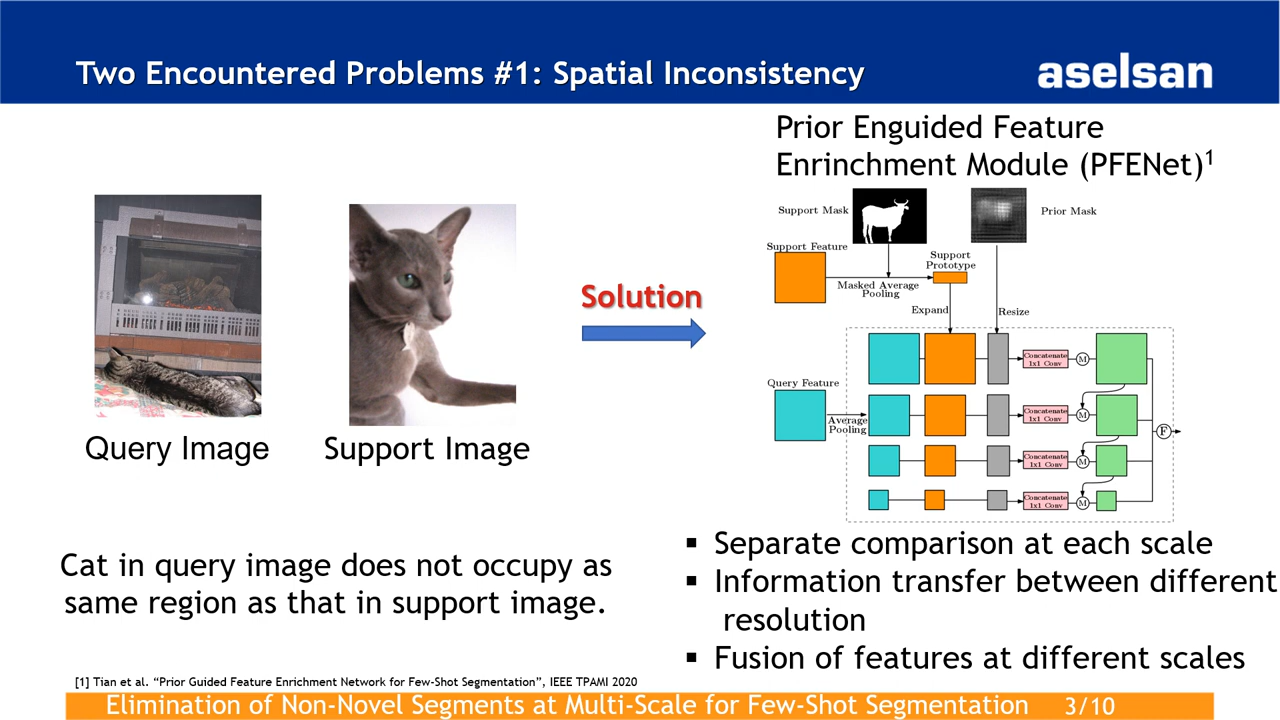 Two Encountered Problems #1: Spatial Inconsistency
aselsan
Query Image
Support Image
Cat in query image does not occupy as
same region as that in support image.
Solution
Prior Enguided Feature
Enrinchment Module (PFENet)1
Support Mask
Prior Mask
Support Feature
Support
Prototype
Masked Average
Pooling
Expand
Resize
Query Feature
Average
Pooling
Concatenate
1x1 Conv
M
Concatenate
1x1 Conv
M
F
Concatenate
1x1 Conv
M
Concatenate
1x1 Conv
M
▪ Separate comparison at each scale
▪ Information transfer between different
resolution
▪ Fusion of features at different scales
[1] Tian et al. “Prior Guided Feature Enrichment Network for Few-Shot Segmentation”, IEEE TPAMI 2020
Elimination of Non-Novel Segments at Multi-Scale for Few-Shot Segmentation 3/10